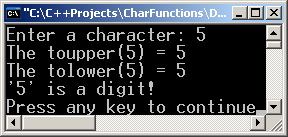 "C:\C++Projects\CharFunctions\D...
Enter a character: 5
The toupper(5) = 5
The tolower(5) = 5
'5' is a digit!
Press any key to continue